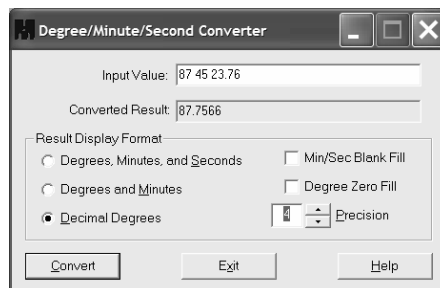 Degree/Minute/Second Converter
Input Value: 87 45 23.76
Converted Result: 87.7566
Result Display Format
Degrees, Minutes, and Seconds
Min/Sec Blank Fill
Degrees and Minutes
Degree Zero Fill
Decimal Degrees
4 Precision
Convert Exit Help